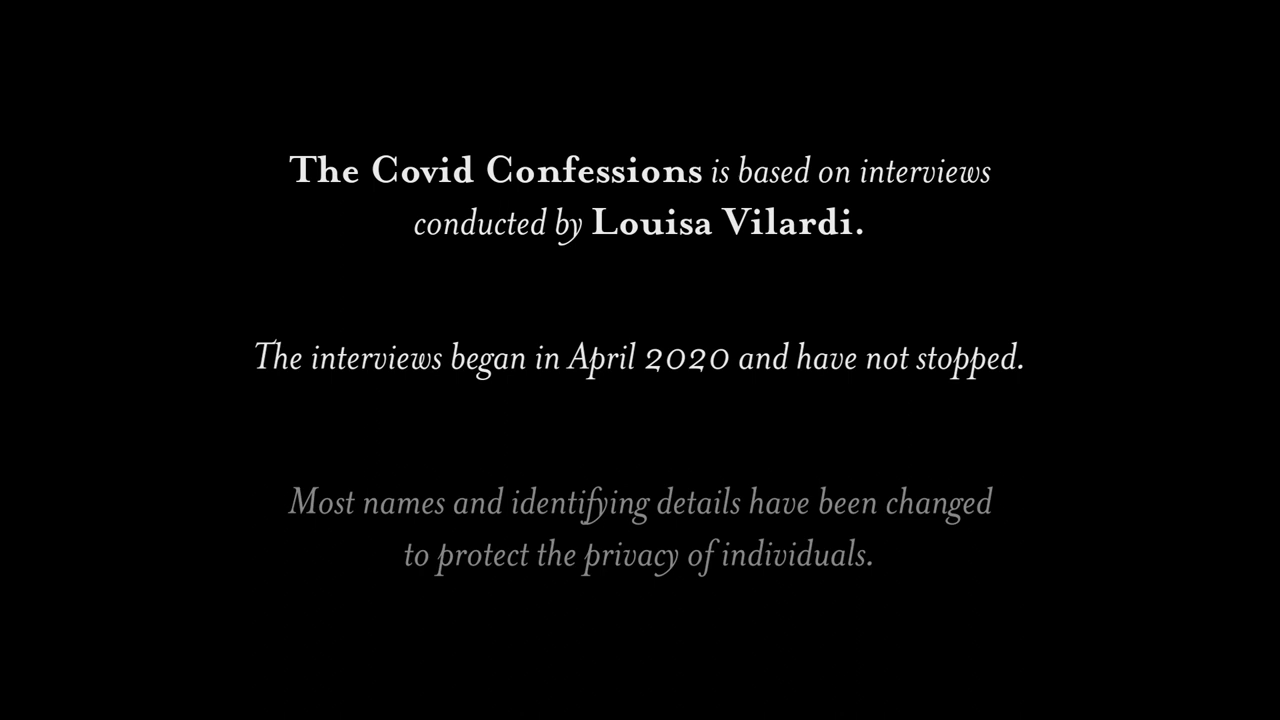 The Covid Confessions is based on interviews
conducted by Louisa Vilardi.
The interviews began in April 2020 and have not stopped.
Most names and identifying details have been changed
to protect the privacy of individuals.